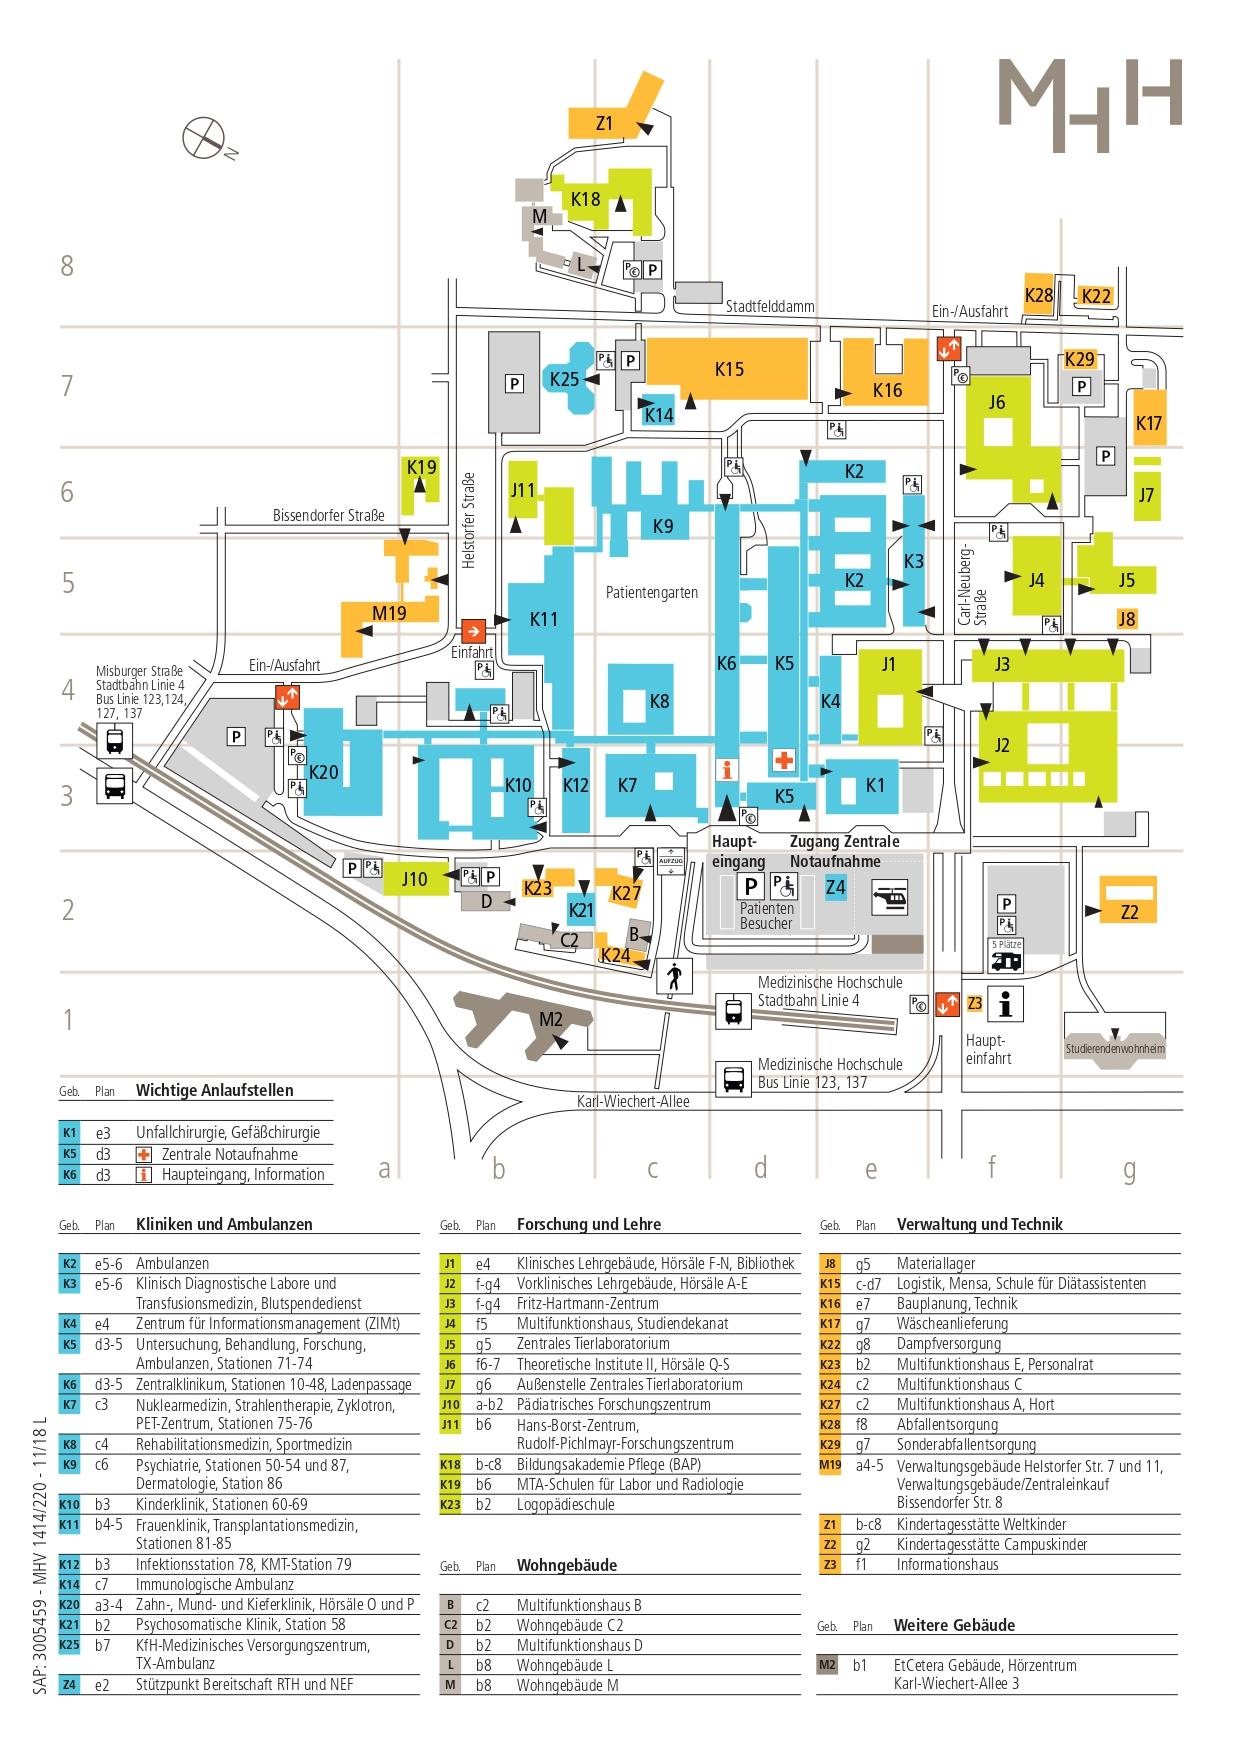 MHH
N
Z1
K18
M
L
P
P€
8
Stadtfelddamm
Ein-/Ausfahrt
K28
K22
7
P
K25
P
K15
K14
K16
P€
J6
K29
P
K17
K19
6
J11
K9
K2
P
J7
Bissendorfer Straße
Helstorfer Straße
5
M19
K11
Patientengarten
K2
K3
Carl-Neuberg-
Straße
J4
J5
J8
Einfahrt
Ein-/Ausfahrt
Misburger Straße
Stadtbahn Linie 4
Bus Linie 123,124,
127, 137
4
P
K8
K6
K5
K4
J1
J3
J2
3
K20
K10
K12
K7
K5
K1
P€
Haupt-
eingang
Zugang Zentrale
Notaufnahme
AUFZUG
2
P
J10
P
D
K23
K21
K27
C2
B
K24
P
Patienten
Besucher
Z4
P
5 Plätze
Z2
1
M2
Medizinische Hochschule
Stadtbahn Linie 4
P€
Z3
Haupt-
einfahrt
Studierendenwohnheim
Medizinische Hochschule
Bus Linie 123, 137
Karl-Wiechert-Allee
a b c d e f g
Geb. Plan Wichtige Anlaufstellen
K1 e3 Unfallchirurgie, Gefäßchirurgie
K5 d3 Zentrale Notaufnahme
K6 d3 Haupteingang, Information
Geb. Plan Kliniken und Ambulanzen
K2 e5-6 Ambulanzen
K3 e5-6 Klinisch Diagnostische Labore und
Transfusionsmedizin, Blutspendedienst
K4 e4 Zentrum für Informationsmanagement (ZIMt)
K5 d3-5 Untersuchung, Behandlung, Forschung,
Ambulanzen, Stationen 71-74
K6 d3-5 Zentralklinikum, Stationen 10-48, Ladenpassage
K7 c3 Nuklearmedizin, Strahlentherapie, Zyklotron,
PET-Zentrum, Stationen 75-76
K8 c4 Rehabilitationsmedizin, Sportmedizin
K9 c6 Psychiatrie, Stationen 50-54 und 87,
Dermatologie, Station 86
K10 b3 Kinderklinik, Stationen 60-69
K11 b4-5 Frauenklinik, Transplantationsmedizin,
Stationen 81-85
K12 b3 Infektionsstation 78, KMT-Station 79
K14 c7 Immunologische Ambulanz
K20 a3-4 Zahn-, Mund- und Kieferklinik, Hörsäle O und P
K21 b2 Psychosomatische Klinik, Station 58
K25 b7 KfH-Medizinisches Versorgungszentrum,
TX-Ambulanz
Z4 e2 Stützpunkt Bereitschaft RTH und NEF
Geb. Plan Forschung und Lehre
J1 e4 Klinisches Lehrgebäude, Hörsäle F-N, Bibliothek
J2 f-g4 Vorklinisches Lehrgebäude, Hörsäle A-E
J3 f-g4 Fritz-Hartmann-Zentrum
J4 f5 Multifunktionshaus, Studiendekanat
J5 g5 Zentrales Tierlaboratorium
J6 f6-7 Theoretische Institute II, Hörsäle Q-S
J7 g6 Außenstelle Zentrales Tierlaboratorium
J10 a-b2 Pädiatrisches Forschungszentrum
J11 b6 Hans-Borst-Zentrum,
Rudolf-Pichlmayr-Forschungszentrum
K18 b-c8 Bildungsakademie Pflege (BAP)
K19 b6 MTA-Schulen für Labor und Radiologie
K23 b2 Logopädieschule
Geb. Plan Wohngebäude
B c2 Multifunktionshaus B
C2 b2 Wohngebäude C2
D b2 Multifunktionshaus D
L b8 Wohngebäude L
M b8 Wohngebäude M
Geb. Plan Verwaltung und Technik
J8 g5 Materiallager
K15 c-d7 Logistik, Mensa, Schule für Diätassistenten
K16 e7 Bauplanung, Technik
K17 g7 Wäscheanlieferung
K22 g8 Dampfversorgung
K23 b2 Multifunktionshaus E, Personalrat
K24 c2 Multifunktionshaus C
K27 c2 Multifunktionshaus A, Hort
K28 f8 Abfallentsorgung
K29 g7 Sonderabfallentsorgung
M19 a4-5 Verwaltungsgebäude Helstorfer Str. 7 und 11,
Verwaltungsgebäude/Zentraleinkauf
Bissendorfer Str. 8
Z1 b-c8 Kindertagesstätte Weltkinder
Z2 g2 Kindertagesstätte Campuskinder
Z3 f1 Informationshaus
Geb. Plan Weitere Gebäude
M2 b1 EtCetera Gebäude, Hörzentrum
Karl-Wiechert-Allee 3
SAP: 3005459 - MHV 1414/220 - 11/18 L